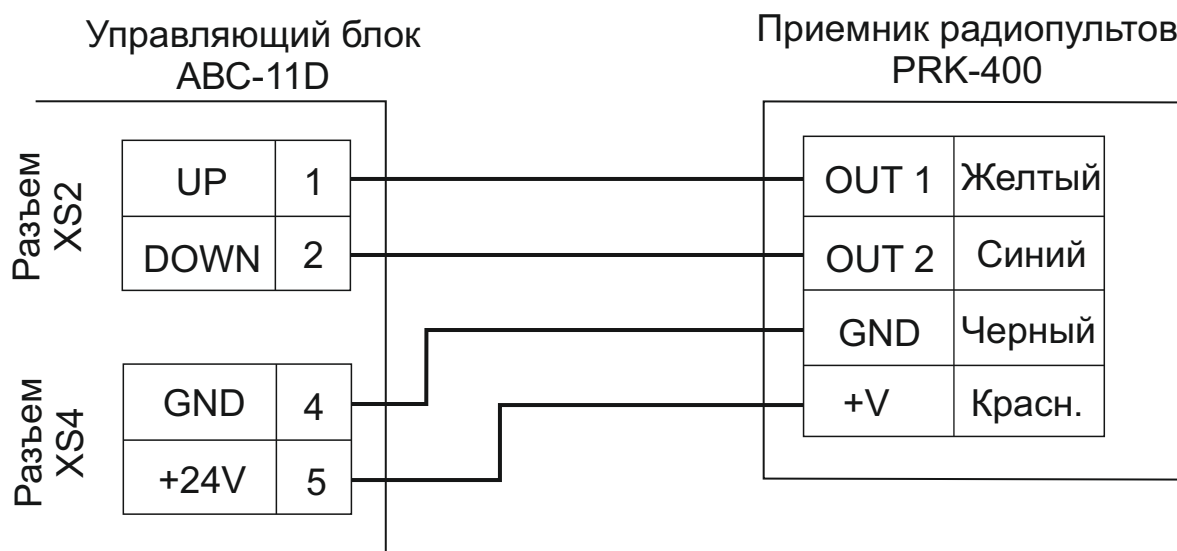 Управляющий блок
ABC-11D
Приемник радиопультов
PRK-400
Разъем
XS2
UP 1
DOWN 2
Разъем
XS4
GND 4
+24V 5
OUT 1 Желтый
OUT 2 Синий
GND Черный
+V Красн.